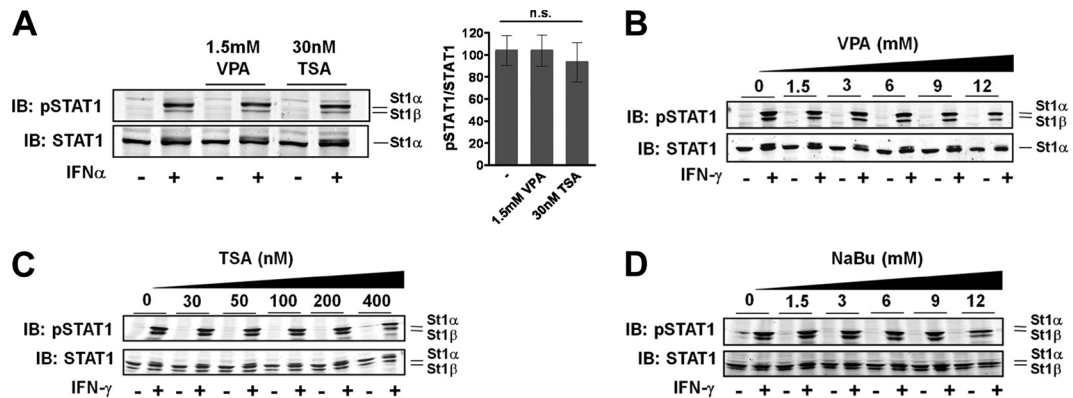 A
1.5mM VPA
30nM TSA
IB: pSTAT1
St1α
St1β
IB: STAT1
St1α
IFNα
- + - + - +
n.s.
pSTAT1/STAT1
120
100
80
60
40
20
0
-
1.5mM VPA
30nM TSA
B
VPA (mM)
0 1.5 3 6 9 12
IB: pSTAT1
St1α
St1β
IB: STAT1
St1α
IFN-γ
- + - + - + - + - + - +
C
TSA (nM)
0 30 50 100 200 400
IB: pSTAT1
St1α
St1β
IB: STAT1
St1α
St1β
IFN-γ
- + - + - + - + - + - +
D
NaBu (mM)
0 1.5 3 6 9 12
IB: pSTAT1
St1α
St1β
IB: STAT1
St1α
St1β
IFN-γ
- + - + - + - + - + - +